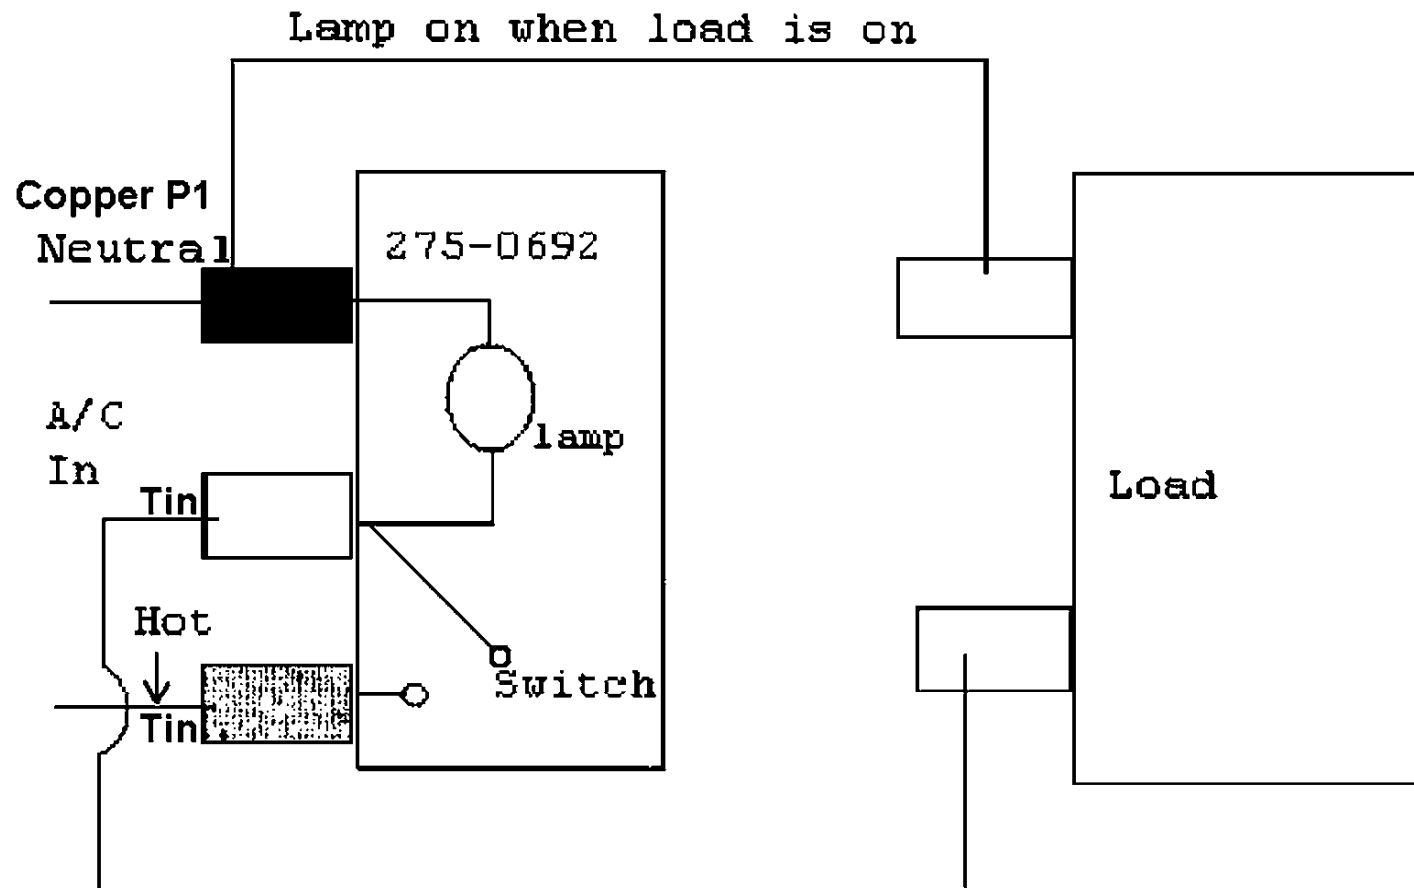 Lamp on when load is on
Copper P1
Neutral
275-0692
A/C
In
lamp
Tin
Load
Hot
Switch
Tin